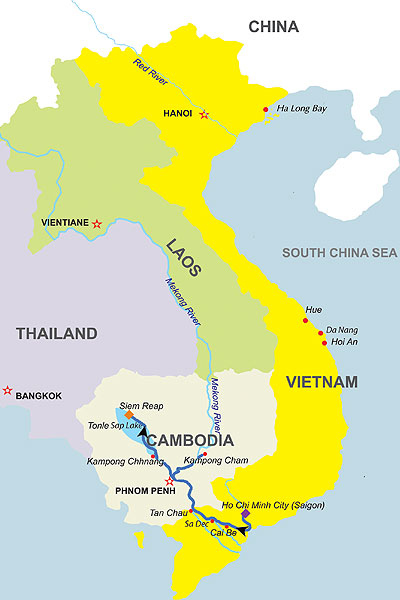 CHINA
Red River
HANOI
Ha Long Bay
VIENTIANE
LAOS
SOUTH CHINA SEA
Mekong River
Hue
THAILAND
Da Nang
Hoi An
VIETNAM
Mekong River
BANGKOK
Siem Reap
Tonle Sap Lake
CAMBODIA
Kampong Chhnang
Kampong Cham
PHNOM PENH
Ho Chi Minh City (Saigon)
Tan Chau
Sa Dec
Cai Be